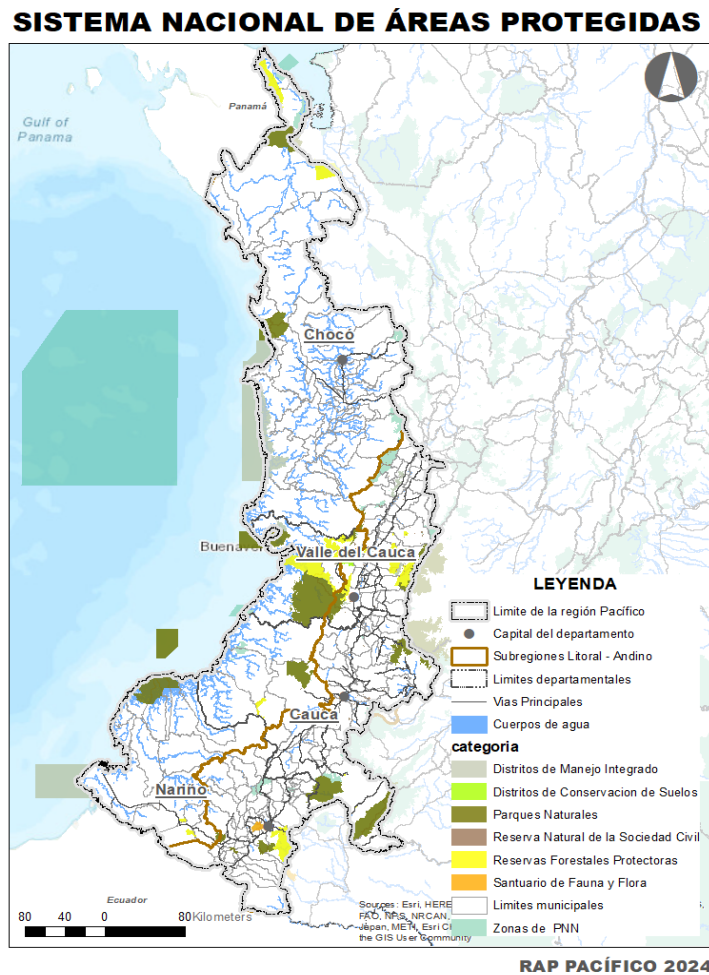 SISTEMA NACIONAL DE ÁREAS PROTEGIDAS
Panamá
Gulf of
Panama
Chocó
Valle del Cauca
Cauca
Nariño
Ecuador
LEYENDA
Limite de la región Pacífico
Capital del departamento
Subregiones Litoral - Andino
Limites departamentales
Vias Principales
Cuerpos de agua
categoria
Distritos de Manejo Integrado
Distritos de Conservacion de Suelos
Parques Naturales
Reserva Natural de la Sociedad Civil
Reservas Forestales Protectoras
Santuario de Fauna y Flora
Limites municipales
Zonas de PNN
80 40 0 80 Kilometers
Sources: Esri, HERE
FAO, NPS, NRCAN,
Japan, METI, Esri
the GIS User Community
RAP PACÍFICO 2024